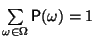 ∑_{ω∈Ω} P(ω) = 1